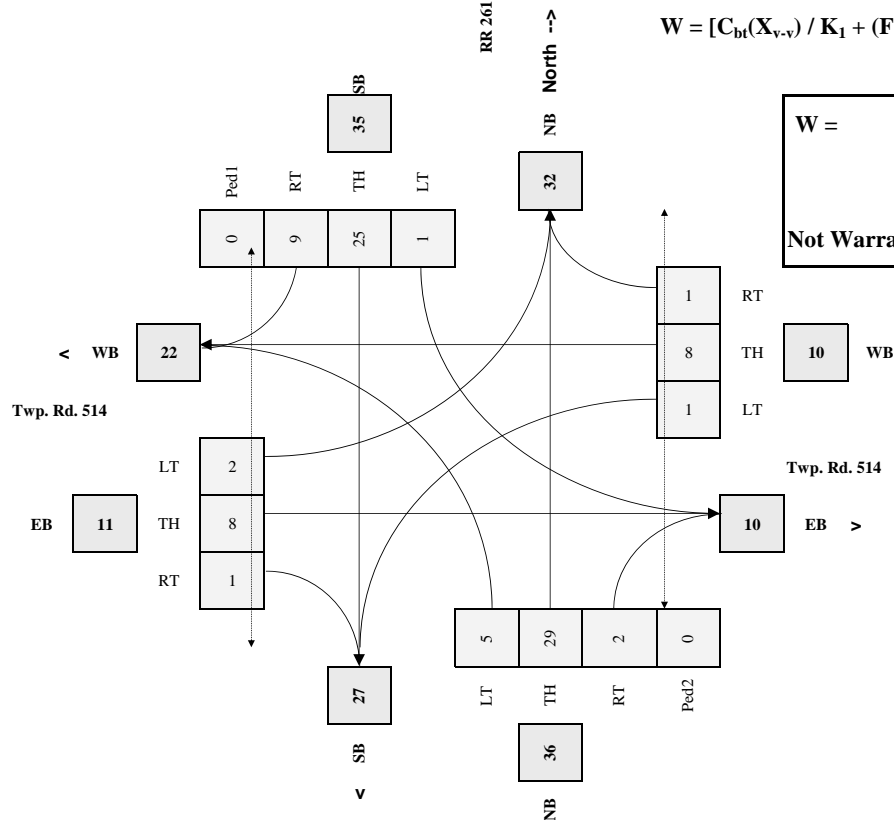 W = [C_bt(X_v-v) / K_1 + (F
RR 261
North -->
SB
35
NB
32
W =
Not Warra
Ped1
RT
TH
LT
0
9
25
1
1
RT
8
TH
10
WB
1
LT
< WB
22
Twp. Rd. 514
Twp. Rd. 514
LT
2
EB
11
TH
8
RT
1
10
EB >
5
29
2
0
LT
TH
RT
Ped2
27
SB
<
36
NB